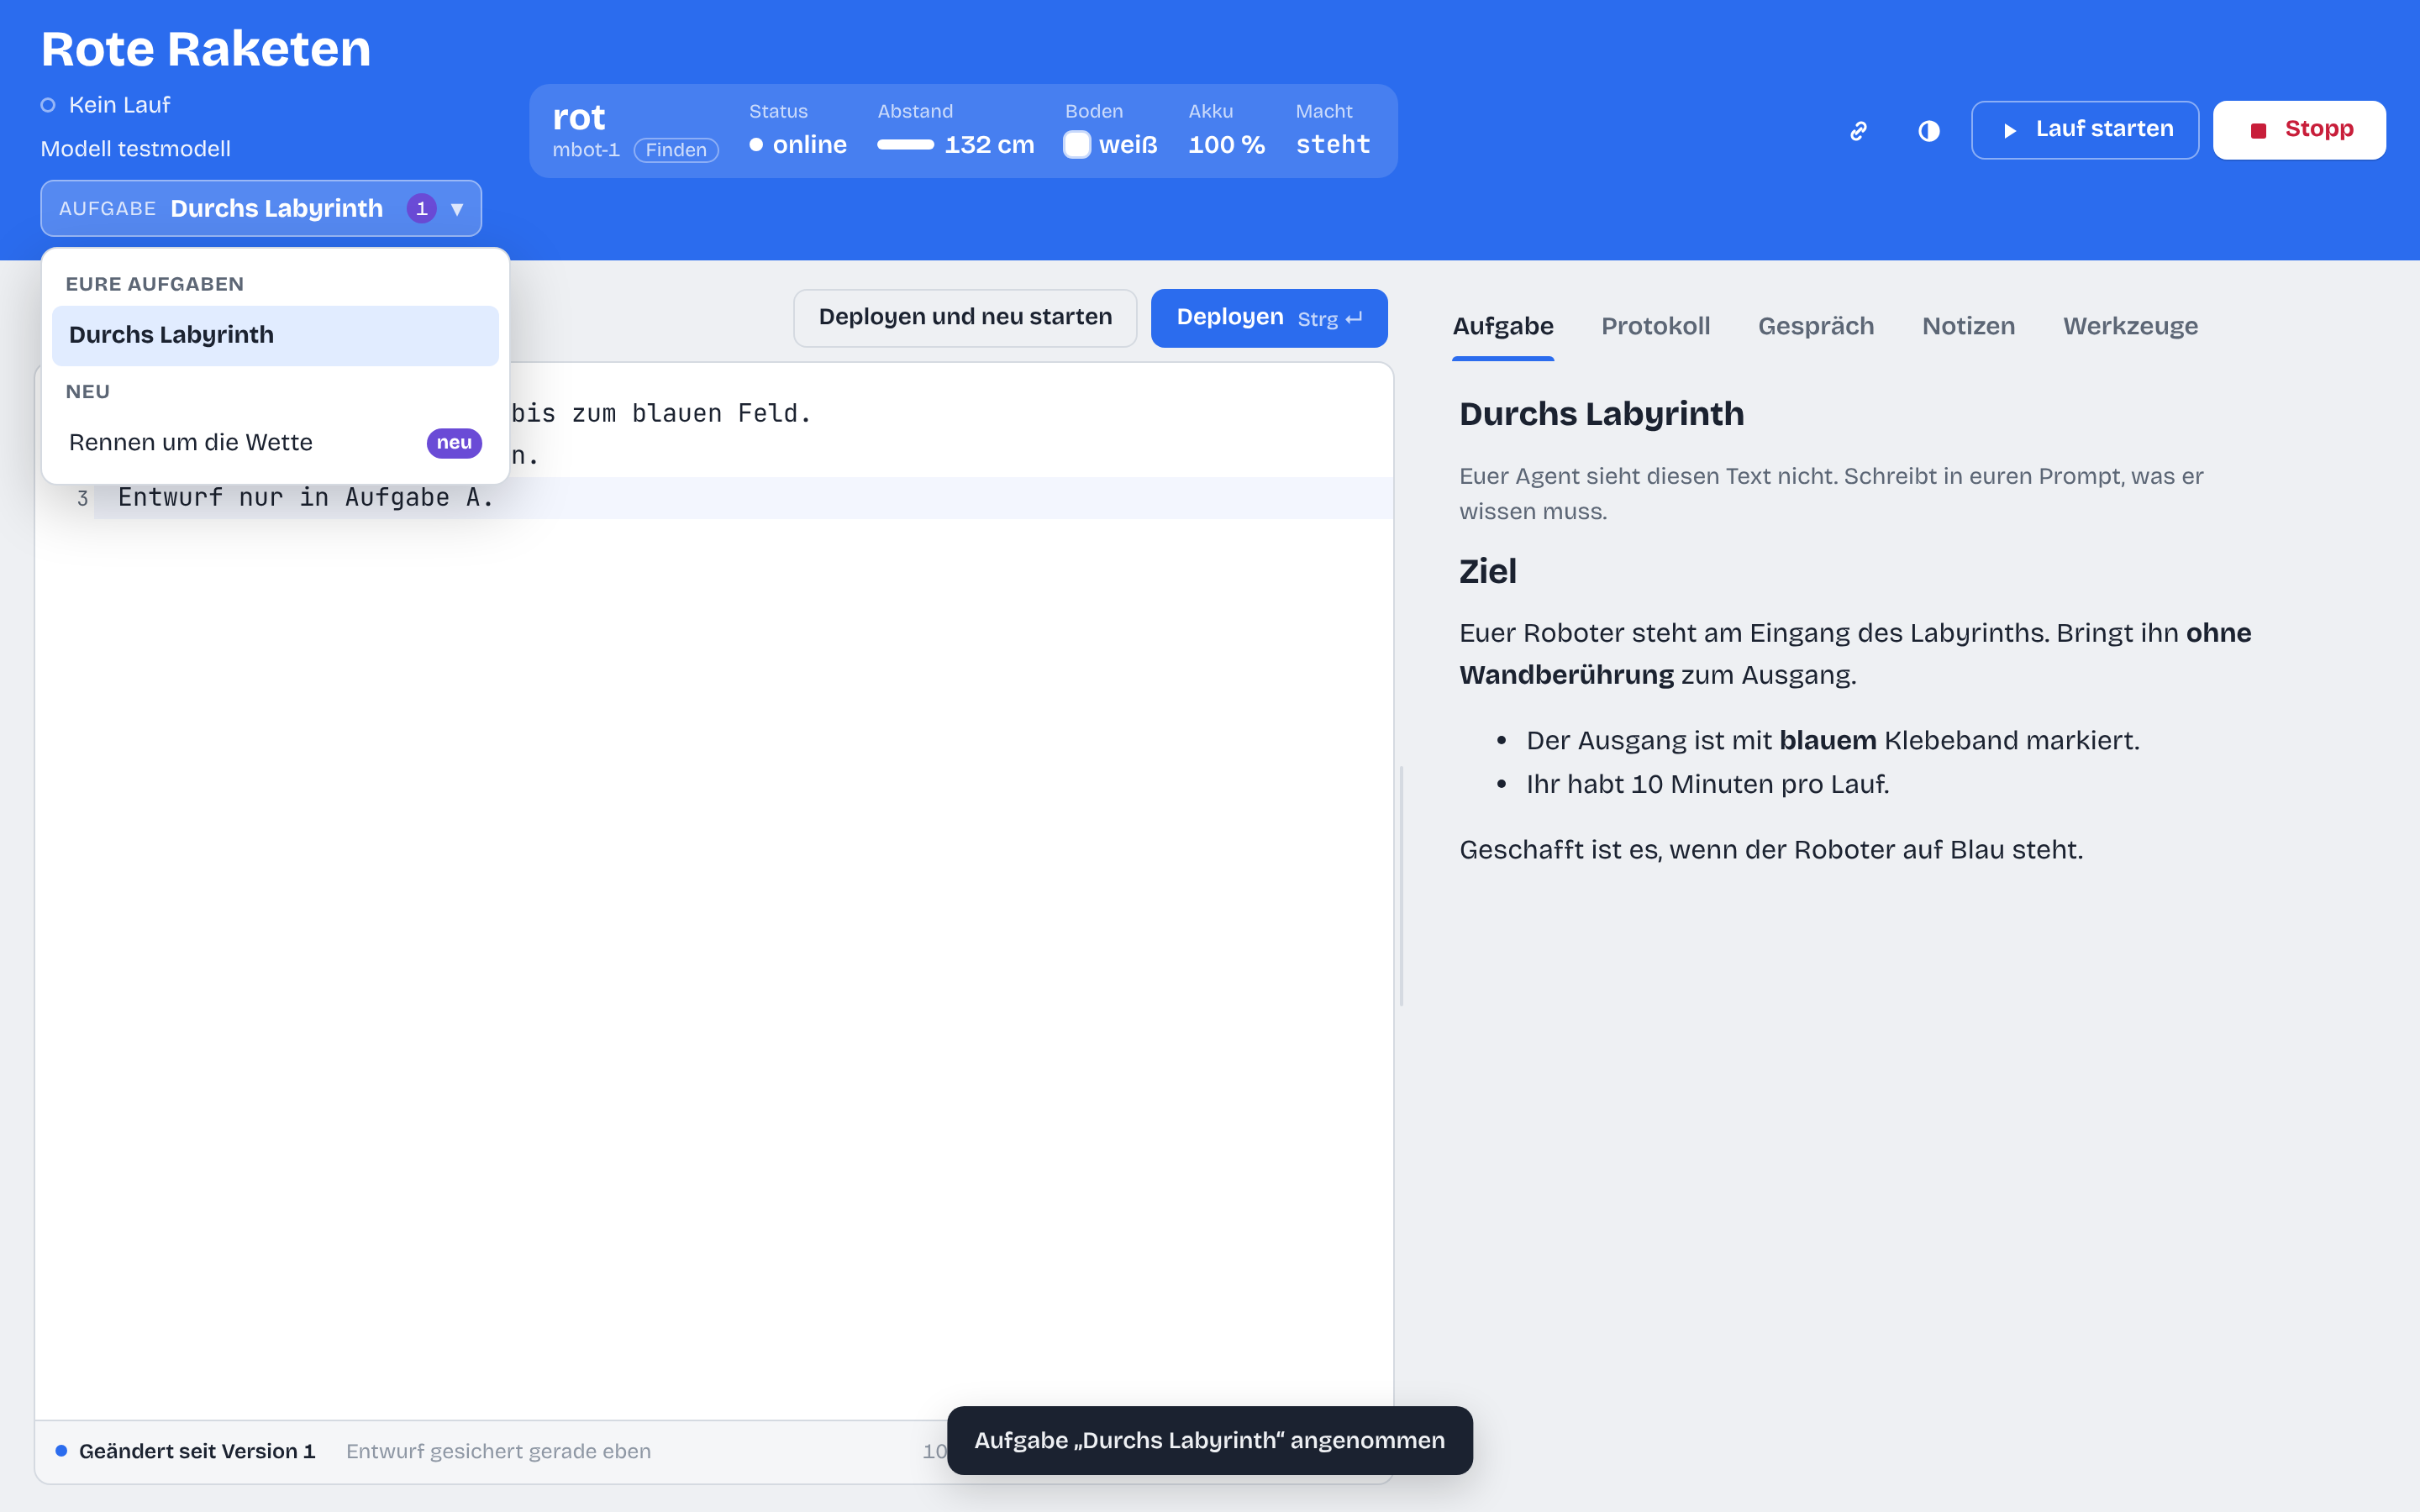 Rote Raketen
Kein Lauf
Modell testmodell
AUFGABE Durchs Labyrinth 1 ▾
rot
mbot-1 Finden
Status
online
Abstand
132 cm
Boden
weiß
Akku
100 %
Macht
steht
Lauf starten
Stopp
EURE AUFGABEN
Durchs Labyrinth
NEU
Rennen um die Wette neu
Deployen und neu starten
Deployen Strg ↵
bis zum blauen Feld.
n.
3 Entwurf nur in Aufgabe A.
Geändert seit Version 1 Entwurf gesichert gerade eben 10
Aufgabe „Durchs Labyrinth“ angenommen
Aufgabe Protokoll Gespräch Notizen Werkzeuge
Durchs Labyrinth
Euer Agent sieht diesen Text nicht. Schreibt in euren Prompt, was er
wissen muss.
Ziel
Euer Roboter steht am Eingang des Labyrinths. Bringt ihn ohne
Wandberührung zum Ausgang.
• Der Ausgang ist mit blauem Klebeband markiert.
• Ihr habt 10 Minuten pro Lauf.
Geschafft ist es, wenn der Roboter auf Blau steht.